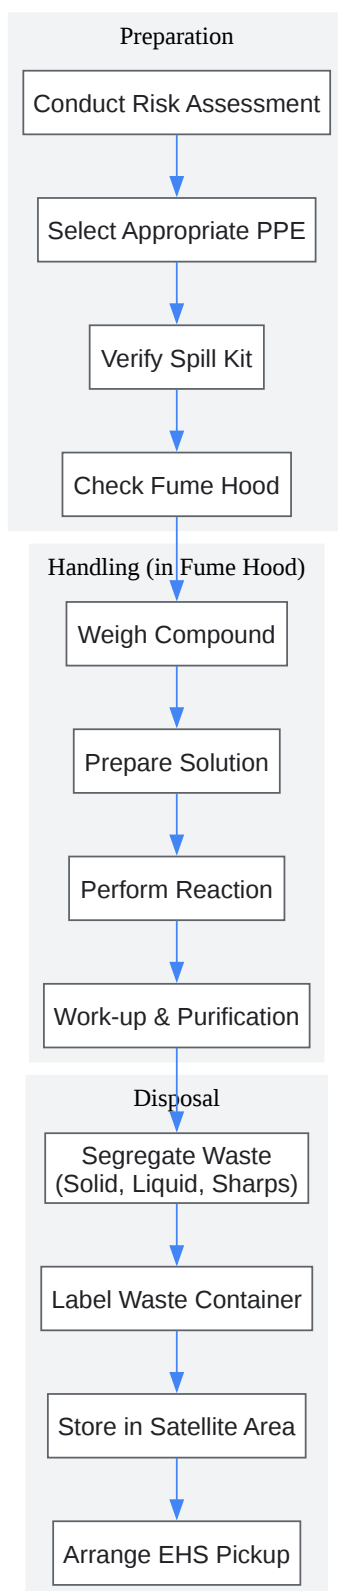 Preparation
Conduct Risk Assessment
Select Appropriate PPE
Verify Spill Kit
Check Fume Hood
Handling (in Fume Hood)
Weigh Compound
Prepare Solution
Perform Reaction
Work-up & Purification
Disposal
Segregate Waste
(Solid, Liquid, Sharps)
Label Waste Container
Store in Satellite Area
Arrange EHS Pickup